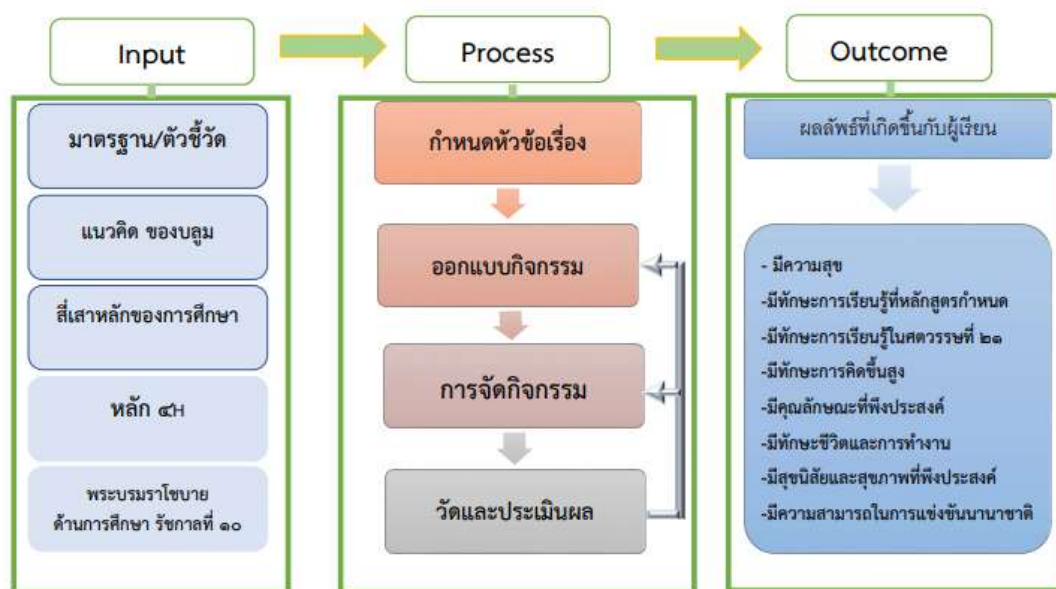 Input
Process
Outcome
มาตรฐาน/ตัวชี้วัด
แนวคิด ของบลูม
สี่เสาหลักของการศึกษา
หลัก ๔H
พระบรมราโชบาย
ด้านการศึกษา รัชกาลที่ ๑๐
กำหนดหัวข้อเรื่อง
ออกแบบกิจกรรม
การจัดกิจกรรม
วัดและประเมินผล
ผลลัพธ์ที่เกิดขึ้นกับผู้เรียน
- มีความสุข
-มีทักษะการเรียนรู้ที่หลักสูตรกำหนด
-มีทักษะการเรียนรู้ในศตวรรษที่ ๒๑
-มีทักษะการคิดขึ้นสูง
-มีคุณลักษณะที่พึงประสงค์
-มีทักษะชีวิตและการทำงาน
-มีสุขนิสัยและสุขภาพที่พึงประสงค์
-มีความสามารถในการแข่งขันนานาชาติ